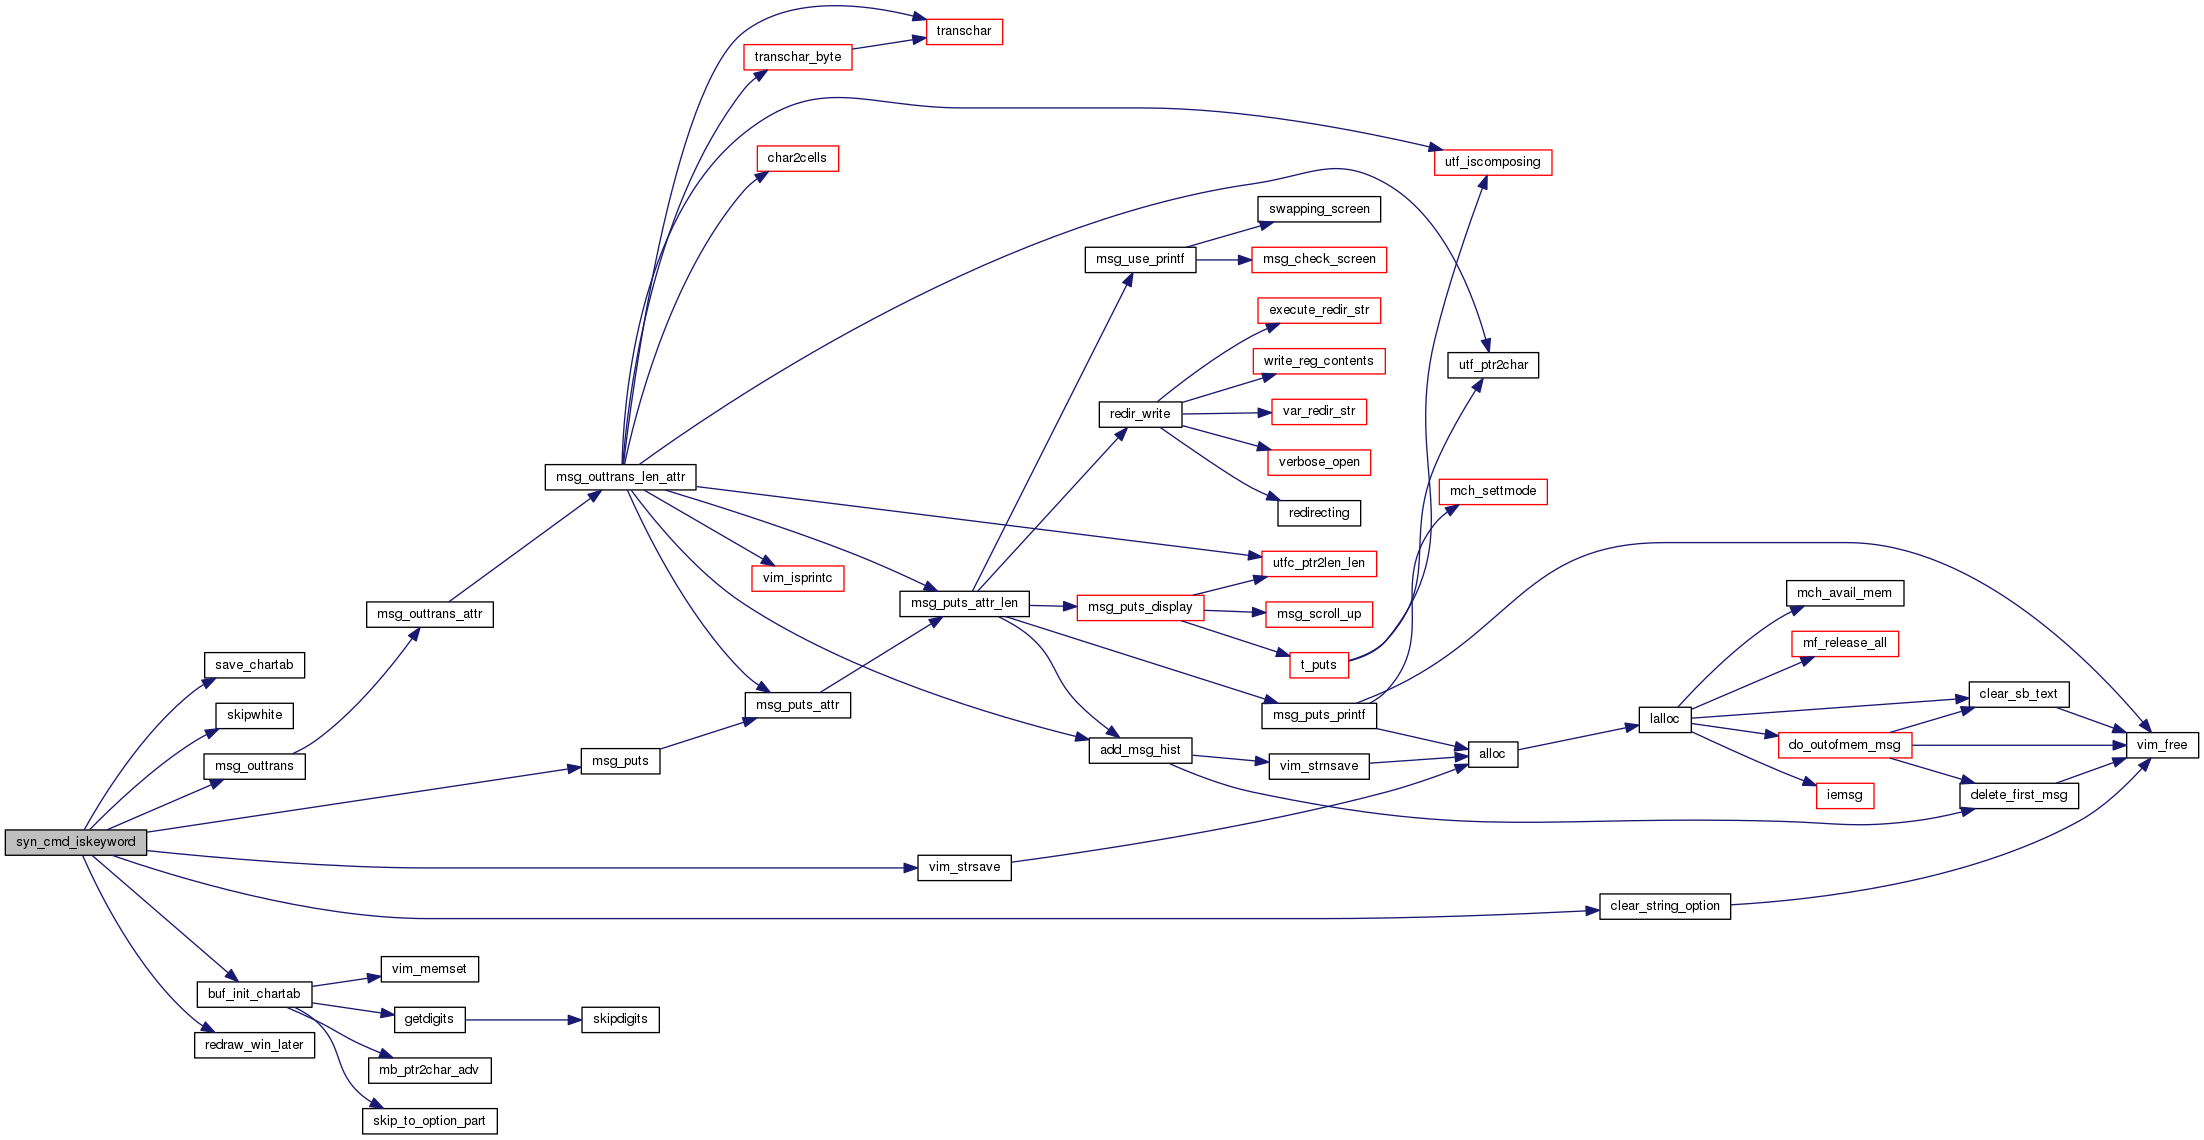 transchar
transchar_byte
char2cells
utf_iscomposing
swapping_screen
msg_use_printf
msg_check_screen
execute_redir_str
write_reg_contents
utf_ptr2char
redir_write
var_redir_str
verbose_open
msg_outtrans_len_attr
mch_settmode
redirecting
utfc_ptr2len_len
vim_isprintc
mch_avail_mem
msg_puts_attr_len
msg_puts_display
msg_outtrans_attr
msg_scroll_up
mf_release_all
save_chartab
t_puts
clear_sb_text
msg_puts_attr
skipwhite
msg_puts_printf
lalloc
do_outofmem_msg
vim_free
add_msg_hist
alloc
msg_puts
msg_outtrans
vim_strnsave
iemsg
delete_first_msg
syn_cmd_iskeyword
vim_strsave
clear_string_option
vim_memset
buf_init_chartab
getdigits
skipdigits
redraw_win_later
mb_ptr2char_adv
skip_to_option_part